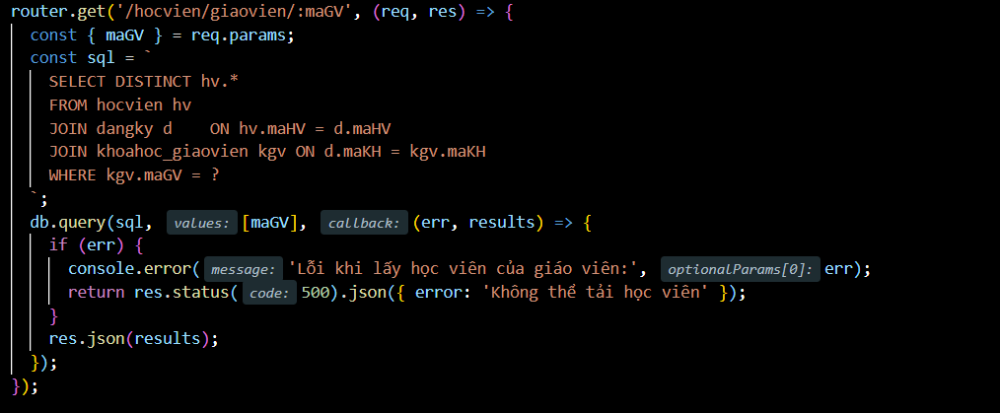 router.get('/hocvien/giaovien/:maGV', (req, res) => {
  const { maGV } = req.params;
  const sql = `
    SELECT DISTINCT hv.*
    FROM hocvien hv
    JOIN dangky d    ON hv.maHV = d.maHV
    JOIN khoahoc_giaovien kgv ON d.maKH = kgv.maKH
    WHERE kgv.maGV = ?
  `;
  db.query(sql, values: [maGV], callback: (err, results) => {
    if (err) {
      console.error( message: 'Lỗi khi lấy học viên của giáo viên:', optionalParams[0]: err);
      return res.status( code: 500).json({ error: 'Không thể tải học viên' });
    }
    res.json(results);
  });
});